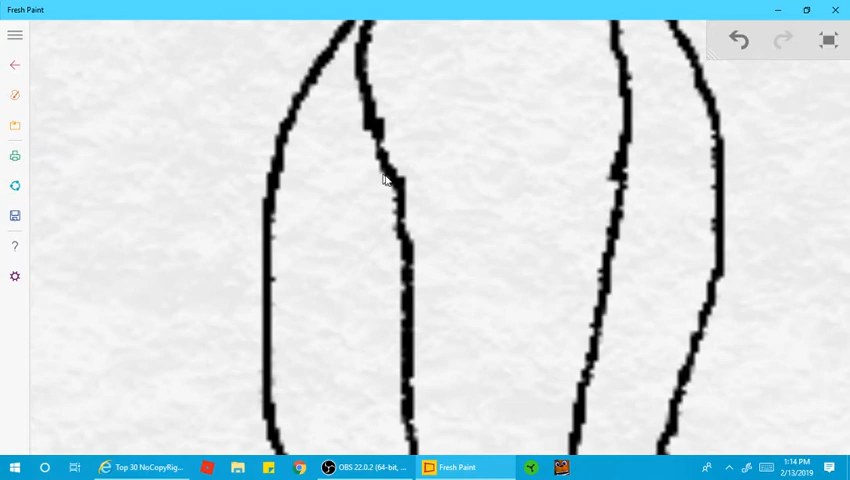 Fresh Paint
?
Top 30 NoCopyRig...
OBS 22.0.2 (64-bit, ...
Fresh Paint
1:14 PM
2/13/2019